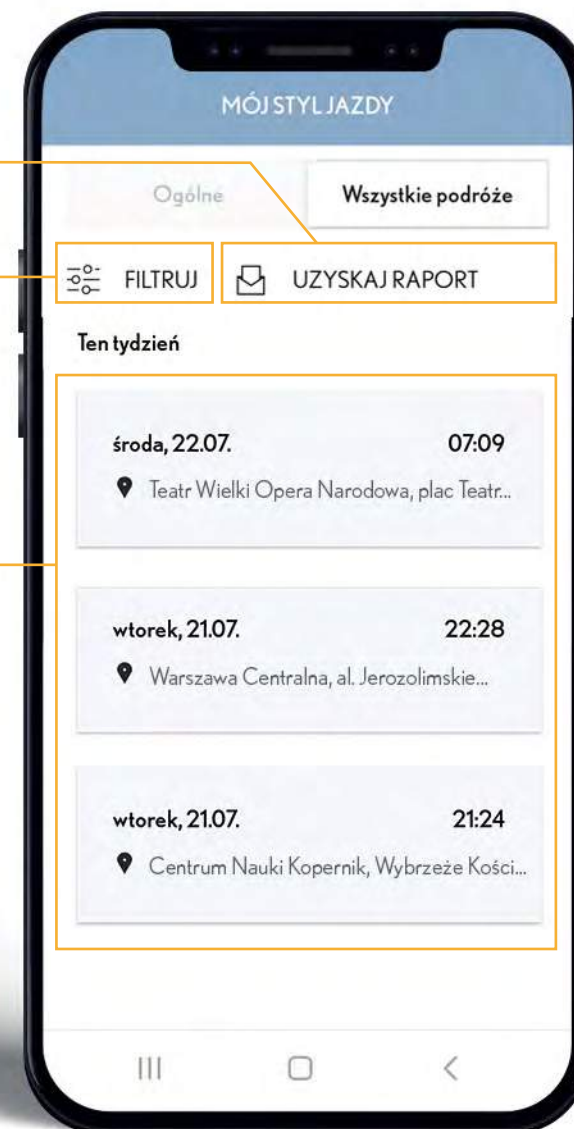 MÓJ STYL JAZDY
Ogólne
Wszystkie podróże
FILTRUJ
UZYSKAJ RAPORT
Ten tydzień
środa, 22.07.
07:09
Teatr Wielki Opera Narodowa, plac Teatr...
wtorek, 21.07.
22:28
Warszawa Centralna, al. Jerozolimskie...
wtorek, 21.07.
21:24
Centrum Nauki Kopernik, Wybrzeże Kości...